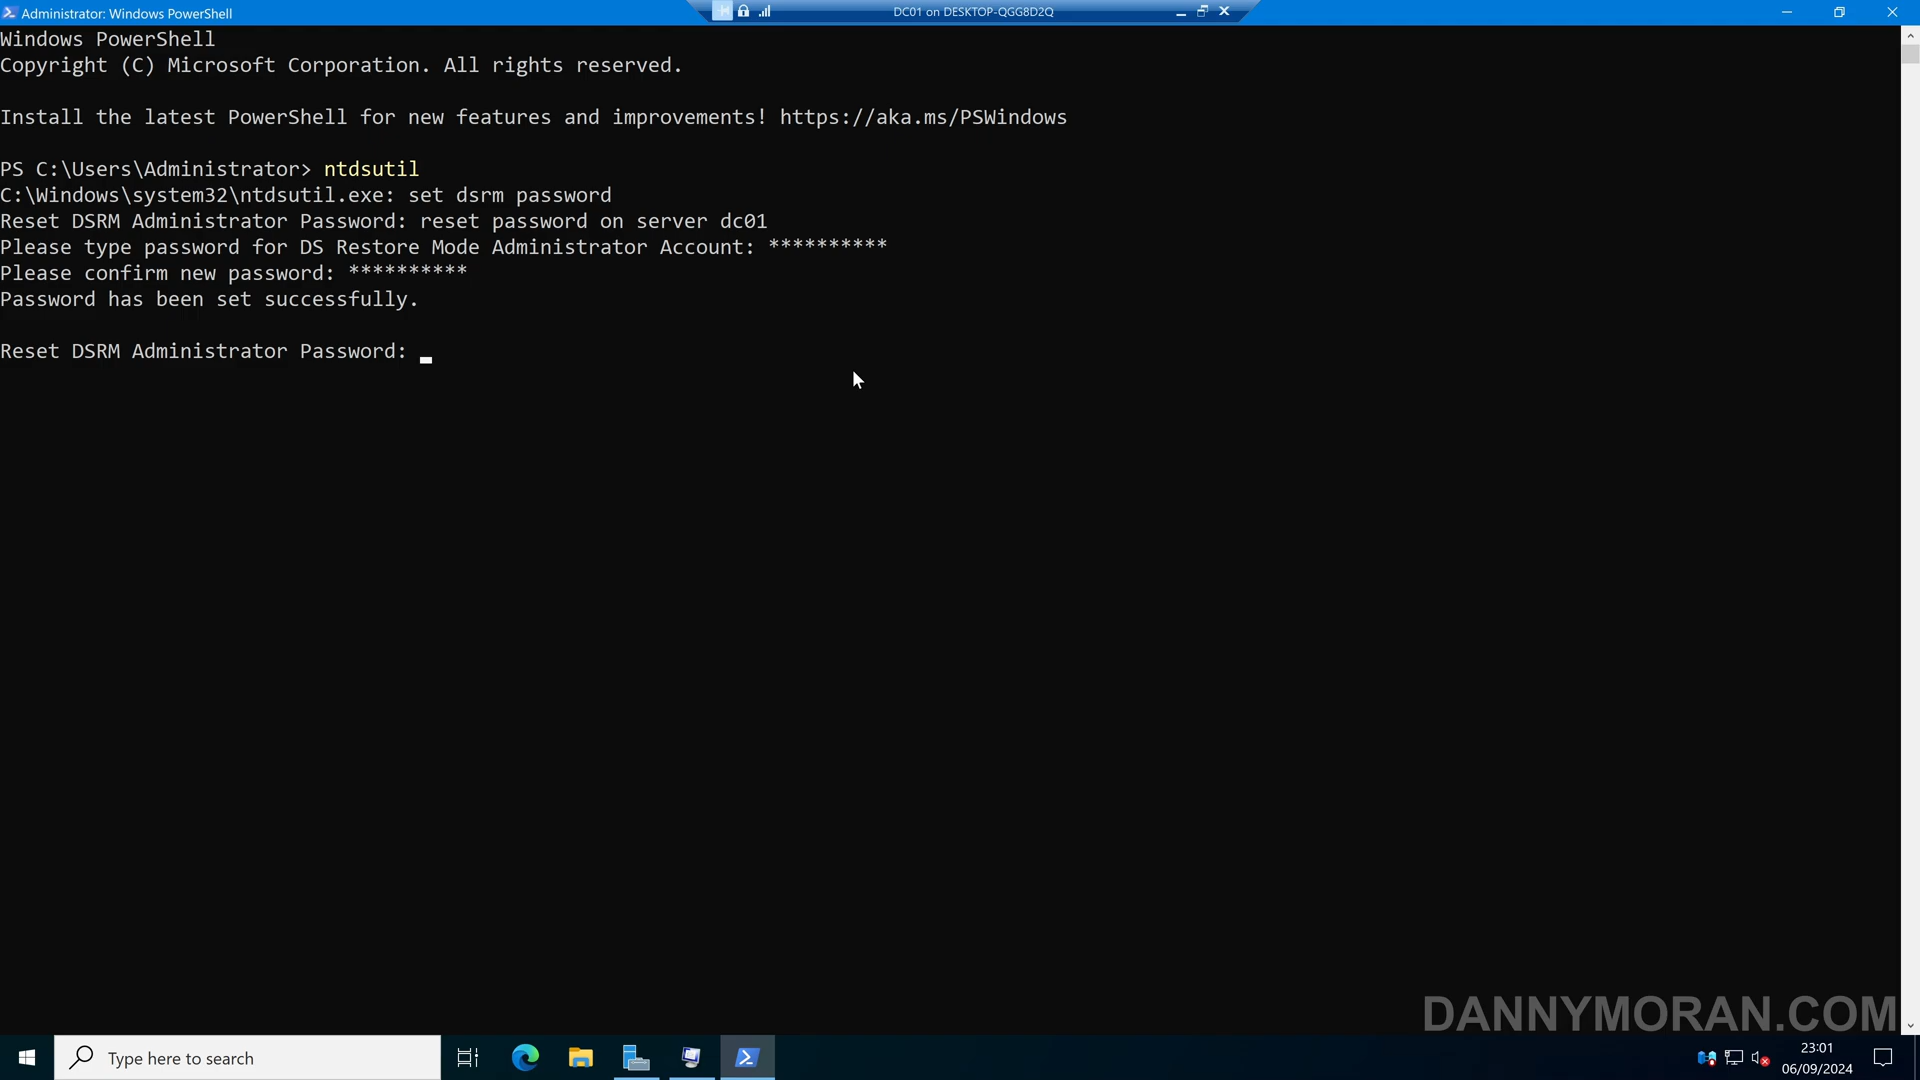 Administrator: Windows PowerShell
DC01 on DESKTOP-QGG8D2Q
Windows PowerShell
Copyright (C) Microsoft Corporation. All rights reserved.
Install the latest PowerShell for new features and improvements! https://aka.ms/PSWindows
PS C:\Users\Administrator> ntdsutil
C:\Windows\system32\ntdsutil.exe: set dsrm password
Reset DSRM Administrator Password: reset password on server dc01
Please type password for DS Restore Mode Administrator Account: **********
Please confirm new password: **********
Password has been set successfully.
Reset DSRM Administrator Password:
DANNYMORAN.COM
Type here to search
23:01
06/09/2024